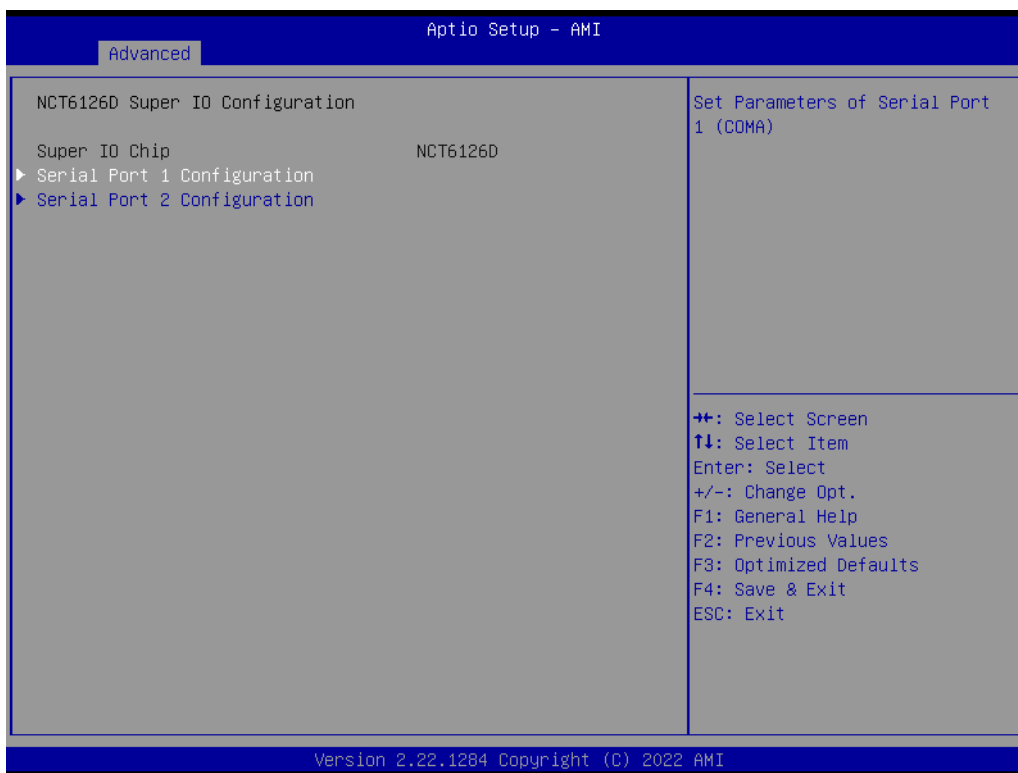 Aptio Setup – AMI
Advanced
NCT6126D Super IO Configuration
Super IO Chip NCT6126D
▶ Serial Port 1 Configuration
▶ Serial Port 2 Configuration
Set Parameters of Serial Port
1 (COMA)
→←: Select Screen
↑↓: Select Item
Enter: Select
+/-: Change Opt.
F1: General Help
F2: Previous Values
F3: Optimized Defaults
F4: Save & Exit
ESC: Exit
Version 2.22.1284 Copyright (C) 2022 AMI